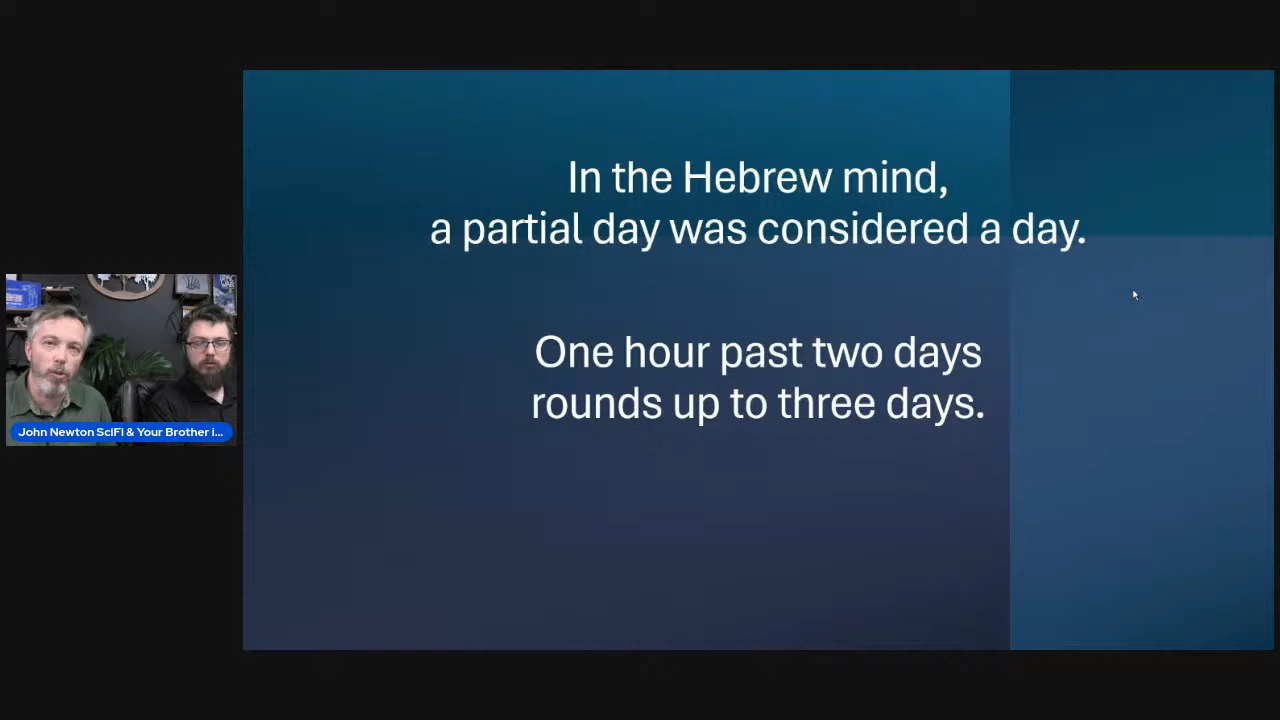 In the Hebrew mind,
a partial day was considered a day.
One hour past two days
rounds up to three days.
John Newton SciFi & Your Brother i...